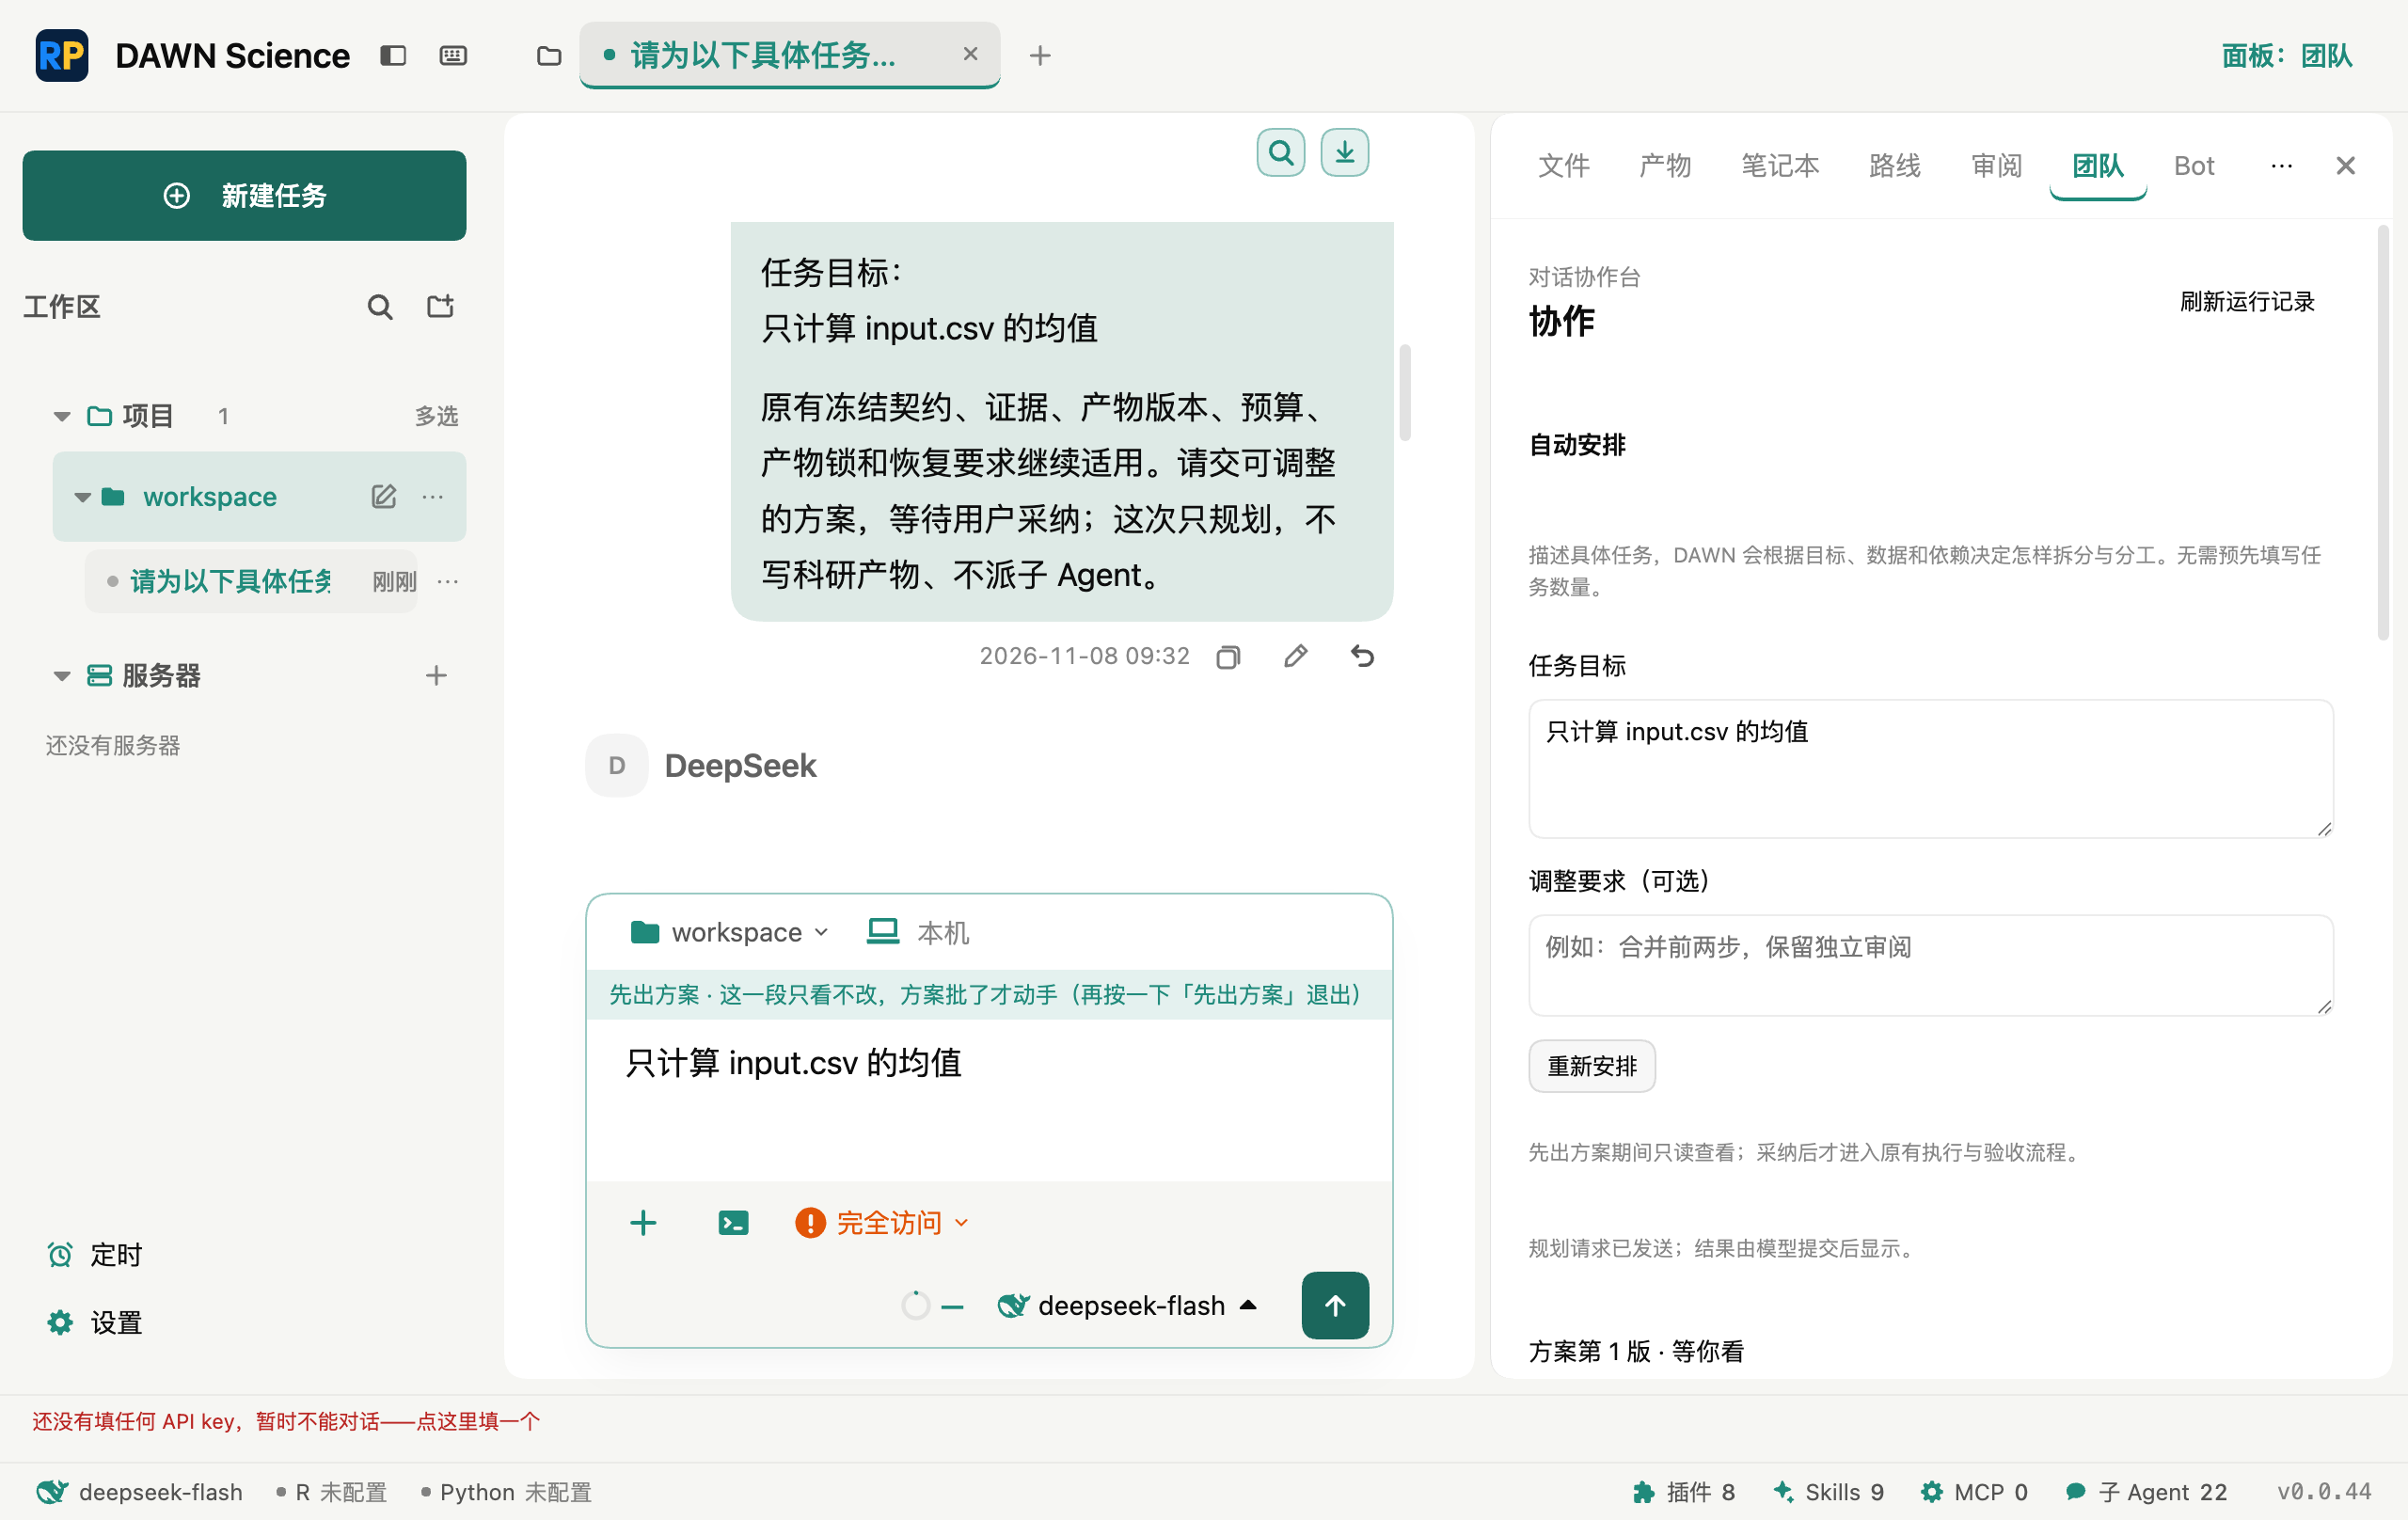 RP
DAWN Science
请为以下具体任务...
面板：团队
新建任务
工作区
项目 1 多选
workspace
请为以下具体任务 刚刚
服务器
还没有服务器
定时
设置
任务目标：
只计算 input.csv 的均值
原有冻结契约、证据、产物版本、预算、
产物锁和恢复要求继续适用。请交可调整
的方案，等待用户采纳；这次只规划，不
写科研产物、不派子 Agent。
2026-11-08 09:32
D
DeepSeek
workspace 本机
先出方案 · 这一段只看不改，方案批了才动手（再按一下「先出方案」退出）
只计算 input.csv 的均值
完全访问
deepseek-flash
文件 产物 笔记本 路线 审阅 团队 Bot
对话协作台
协作
刷新运行记录
自动安排
描述具体任务，DAWN 会根据目标、数据和依赖决定怎样拆分与分工。无需预先填写任
务数量。
任务目标
只计算 input.csv 的均值
调整要求（可选）
例如：合并前两步，保留独立审阅
重新安排
先出方案期间只读查看；采纳后才进入原有执行与验收流程。
规划请求已发送；结果由模型提交后显示。
方案第 1 版 · 等你看
还没有填任何 API key，暂时不能对话——点这里填一个
deepseek-flash R 未配置 Python 未配置
插件 8 Skills 9 MCP 0 子 Agent 22 v0.0.44